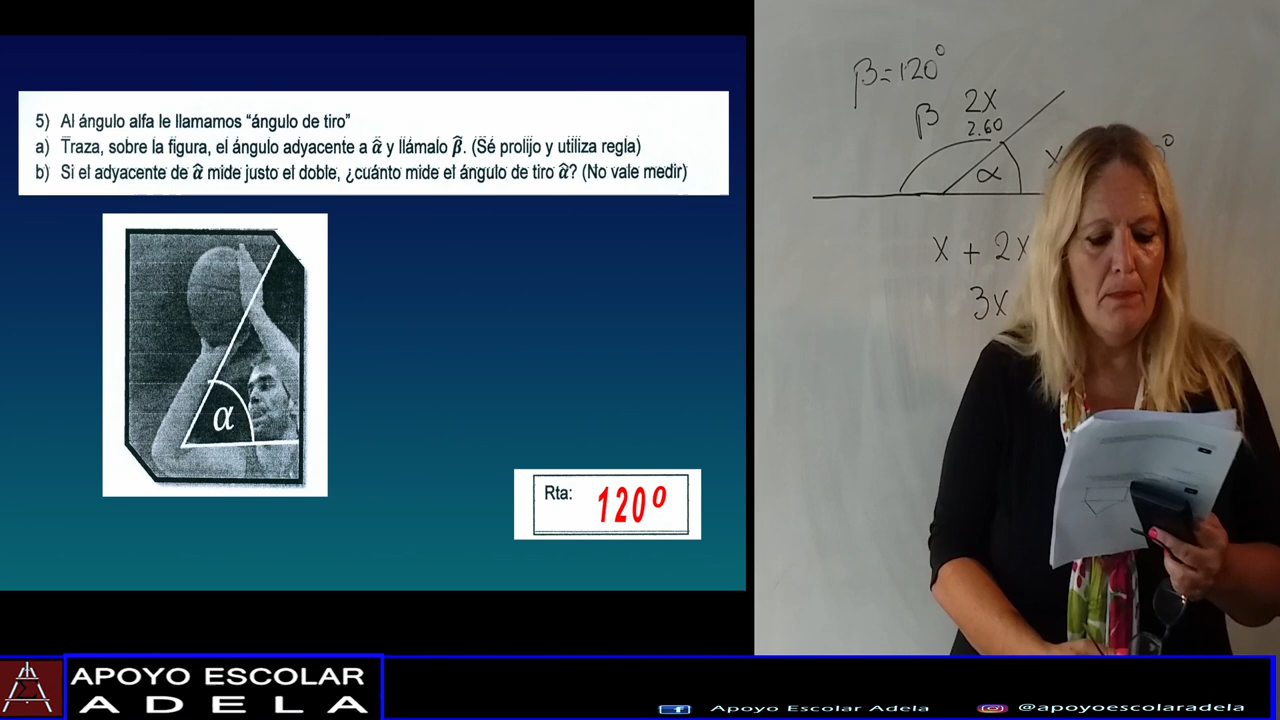 5) Al ángulo alfa le llamamos “ángulo de tiro”
a) Traza, sobre la figura, el ángulo adyacente a α̂ y llámalo β̂. (Sé prolijo y utiliza regla)
b) Si el adyacente de α̂ mide justo el doble, ¿cuánto mide el ángulo de tiro α̂? (No vale medir)
α
Rta: 120º
β=120°
β 2x
2.60
α x
x + 2x
3x
APOYO ESCOLAR
ADELA
Apoyo Escolar Adela
@apoyoescolaradela